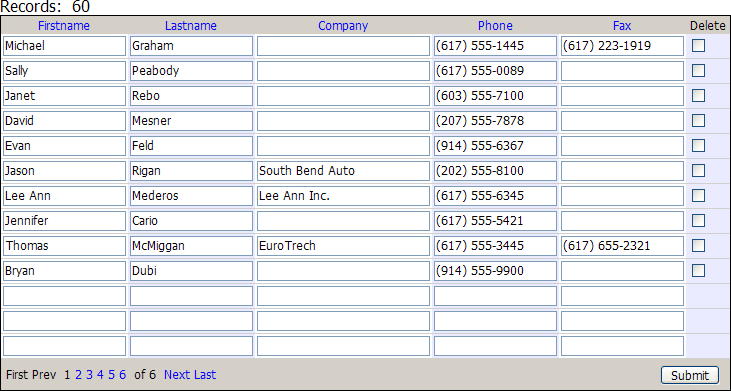 Records: 60
Firstname Lastname Company Phone Fax Delete
Michael Graham (617) 555-1445 (617) 223-1919
Sally Peabody (617) 555-0089
Janet Rebo (603) 555-7100
David Mesner (207) 555-7878
Evan Feld (914) 555-6367
Jason Rigan South Bend Auto (202) 555-8100
Lee Ann Mederos Lee Ann Inc. (617) 555-6345
Jennifer Cario (617) 555-5421
Thomas McMiggan EuroTrech (617) 555-3445 (617) 655-2321
Bryan Dubi (914) 555-9900
First Prev 1 2 3 4 5 6 of 6 Next Last Submit